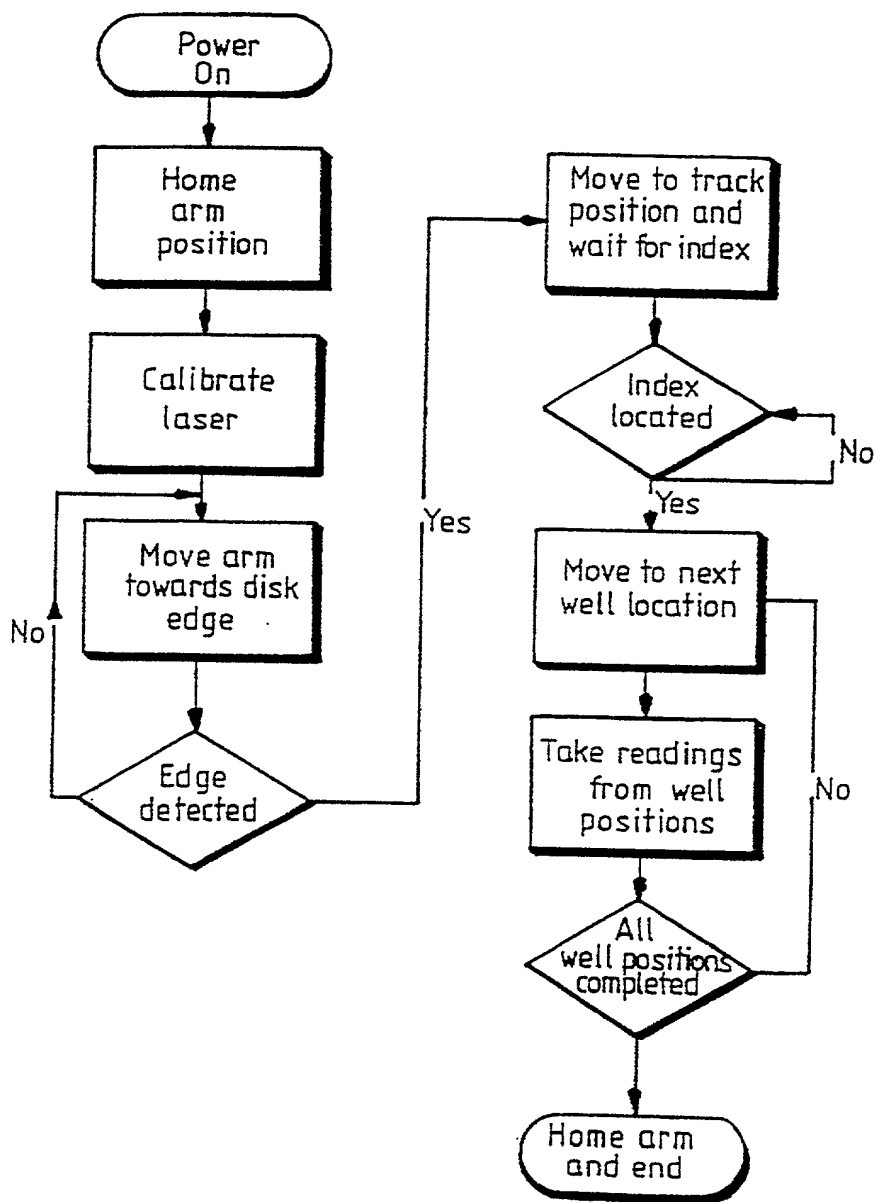 Power
On
Home
arm
position
Calibrate
laser
Move arm
towards disk
edge
No
Edge
detected
Yes
Move to track
position and
wait for index
Index
located
No
Yes
Move to next
well location
Take readings
from well
positions
No
All
well positions
completed
Home arm
and end